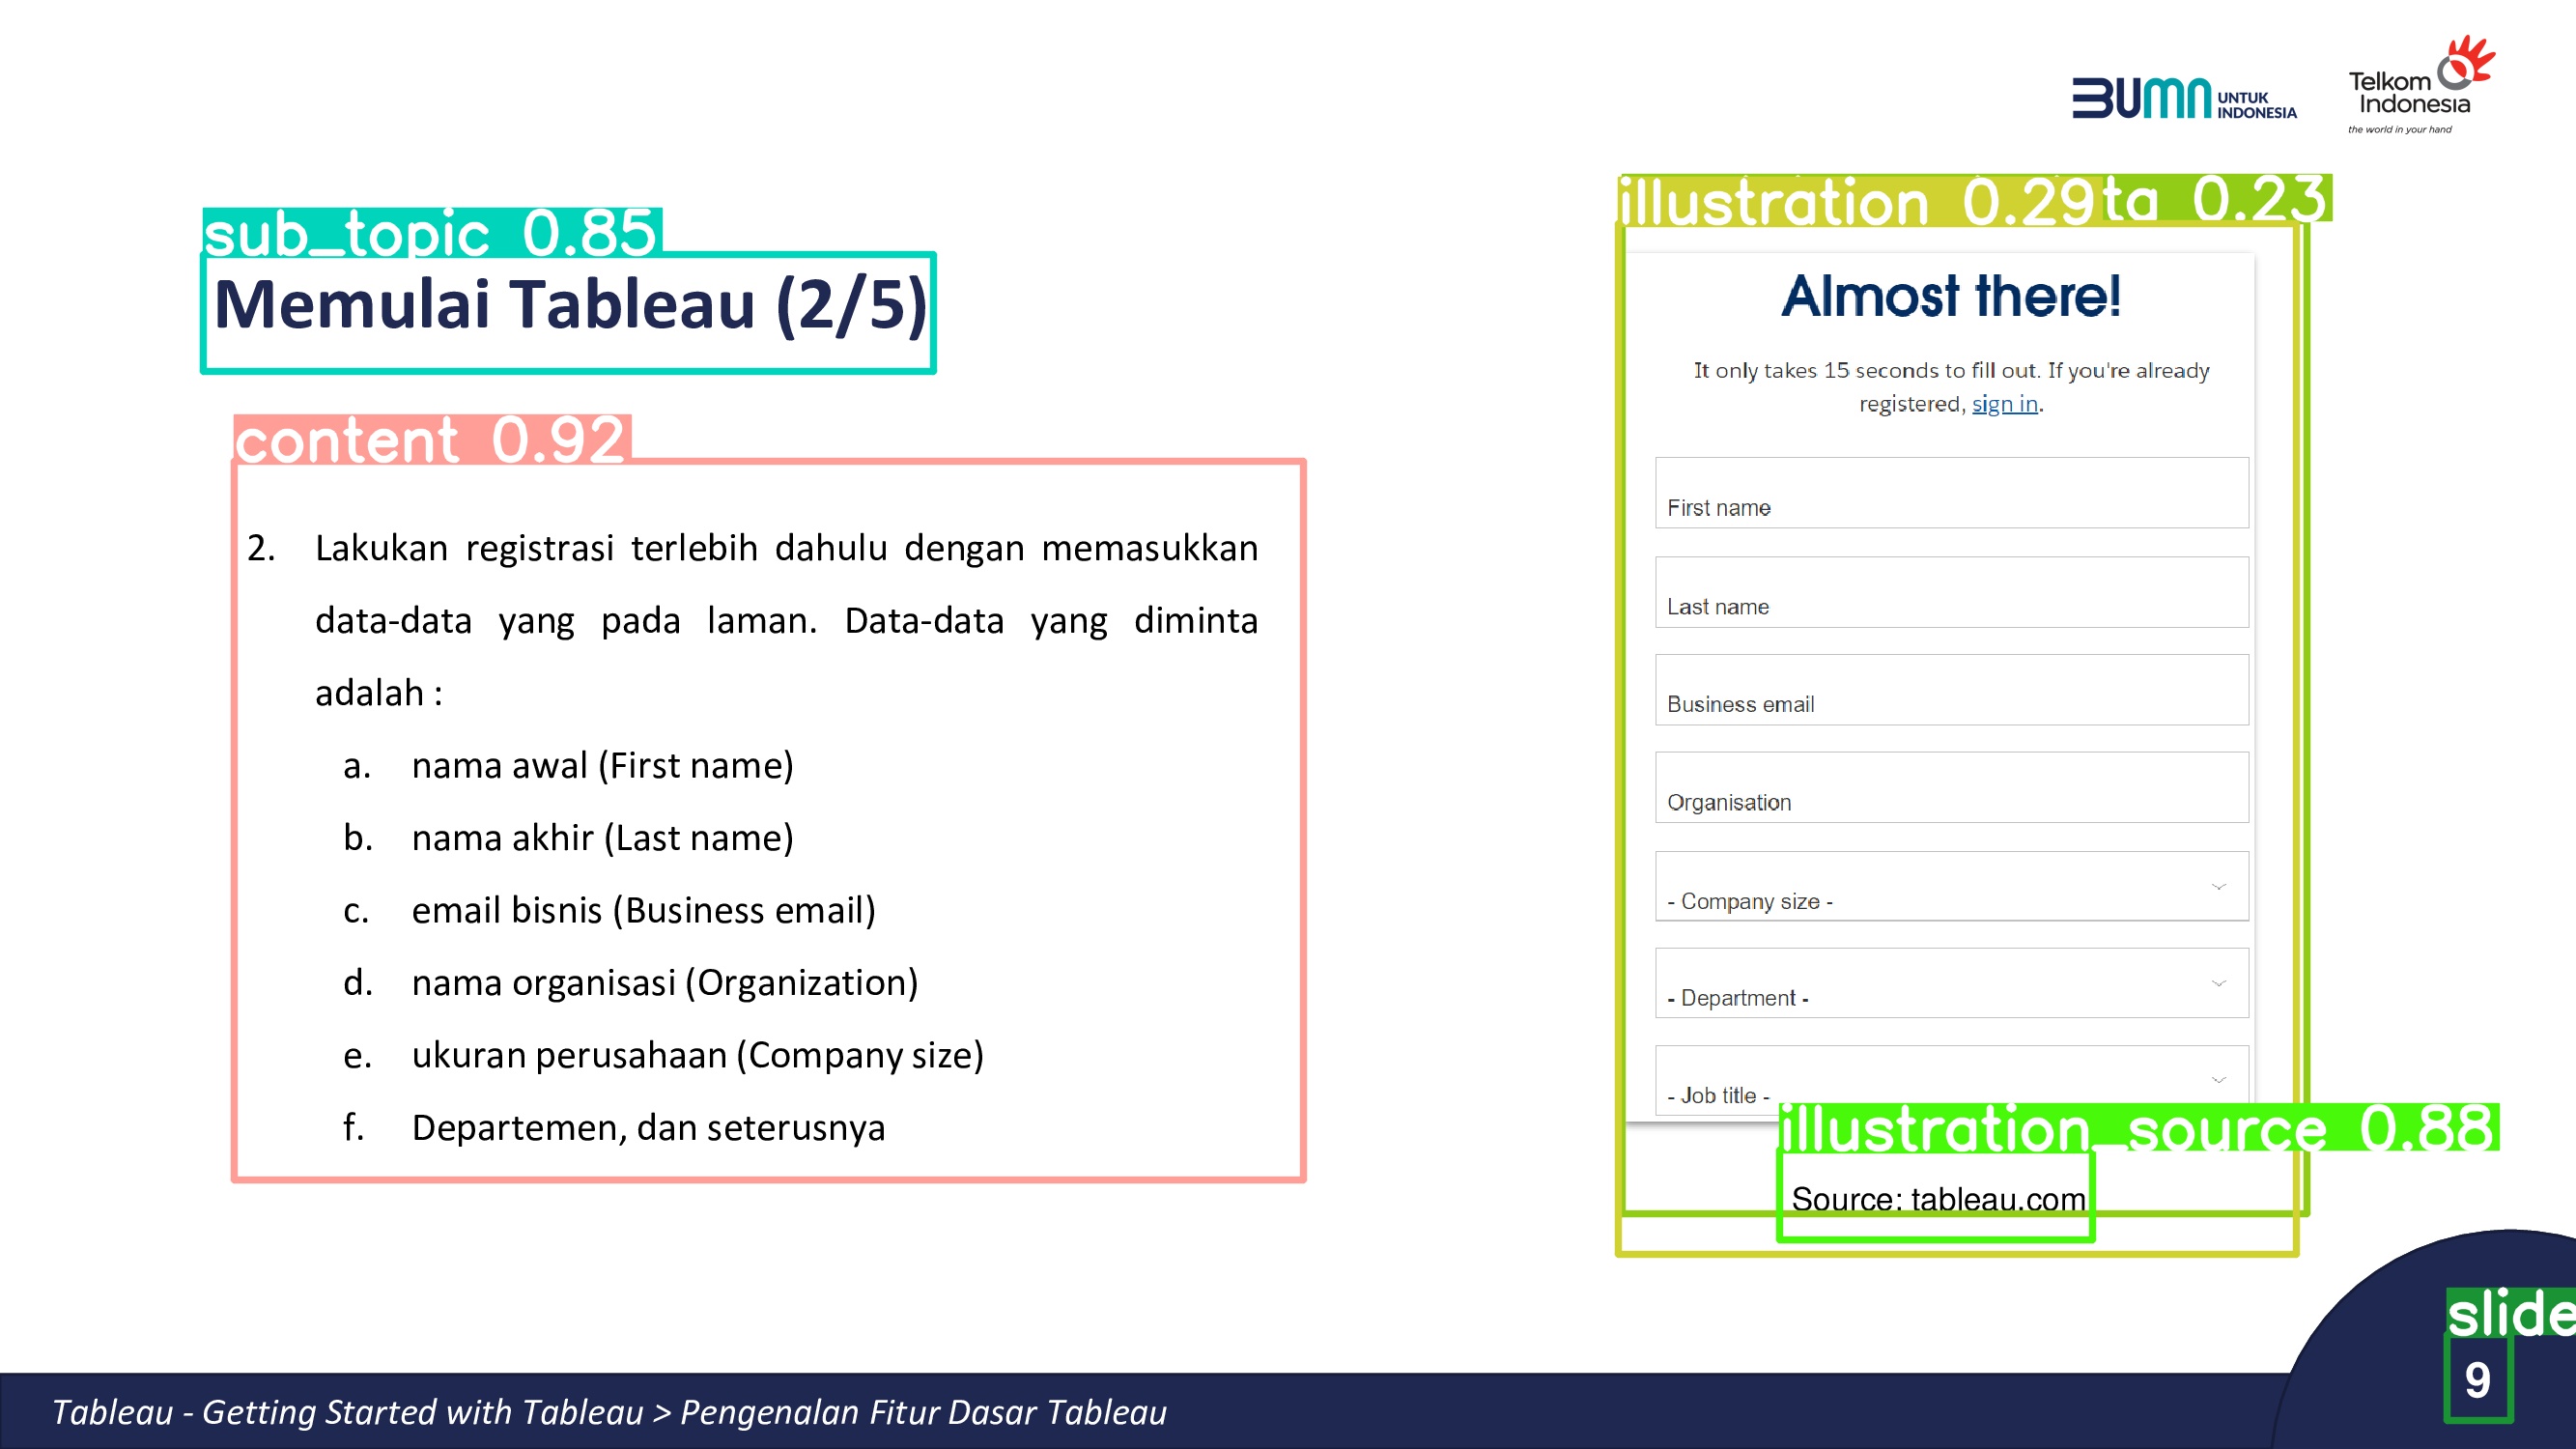 BUMN UNTUK INDONESIA
Telkom Indonesia
the world in your hand
sub_topic 0.85
Memulai Tableau (2/5)
content 0.92
2. Lakukan registrasi terlebih dahulu dengan memasukkan
data-data yang pada laman. Data-data yang diminta
adalah :
a. nama awal (First name)
b. nama akhir (Last name)
c. email bisnis (Business email)
d. nama organisasi (Organization)
e. ukuran perusahaan (Company size)
f. Departemen, dan seterusnya
illustration 0.29 ta 0.23
Almost there!
It only takes 15 seconds to fill out. If you're already
registered, sign in.
First name
Last name
Business email
Organisation
- Company size -
- Department -
- Job title -
illustration_source 0.88
Source: tableau.com
slide
9
Tableau - Getting Started with Tableau > Pengenalan Fitur Dasar Tableau